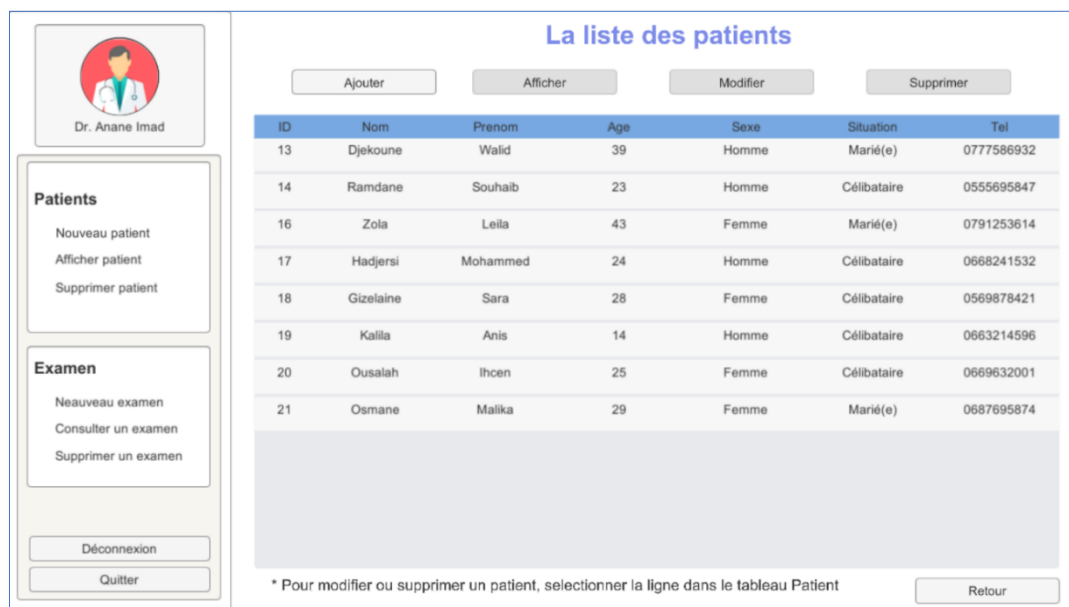 Dr. Anane Imad
Patients
Nouveau patient
Afficher patient
Supprimer patient
Examen
Neauveau examen
Consulter un examen
Supprimer un examen
Déconnexion
Quitter
La liste des patients
Ajouter Afficher Modifier Supprimer
ID Nom Prenom Age Sexe Situation Tel
13 Djekoune Walid 39 Homme Marié(e) 0777586932
14 Ramdane Souhaib 23 Homme Célibataire 0555695847
16 Zola Leila 43 Femme Marié(e) 0791253614
17 Hadjersi Mohammed 24 Homme Célibataire 0668241532
18 Gizelaine Sara 28 Femme Célibataire 0569878421
19 Kalila Anis 14 Homme Célibataire 0663214596
20 Ousalah Ihcen 25 Femme Célibataire 0669632001
21 Osmane Malika 29 Femme Marié(e) 0687695874
* Pour modifier ou supprimer un patient, selectionner la ligne dans le tableau Patient
Retour